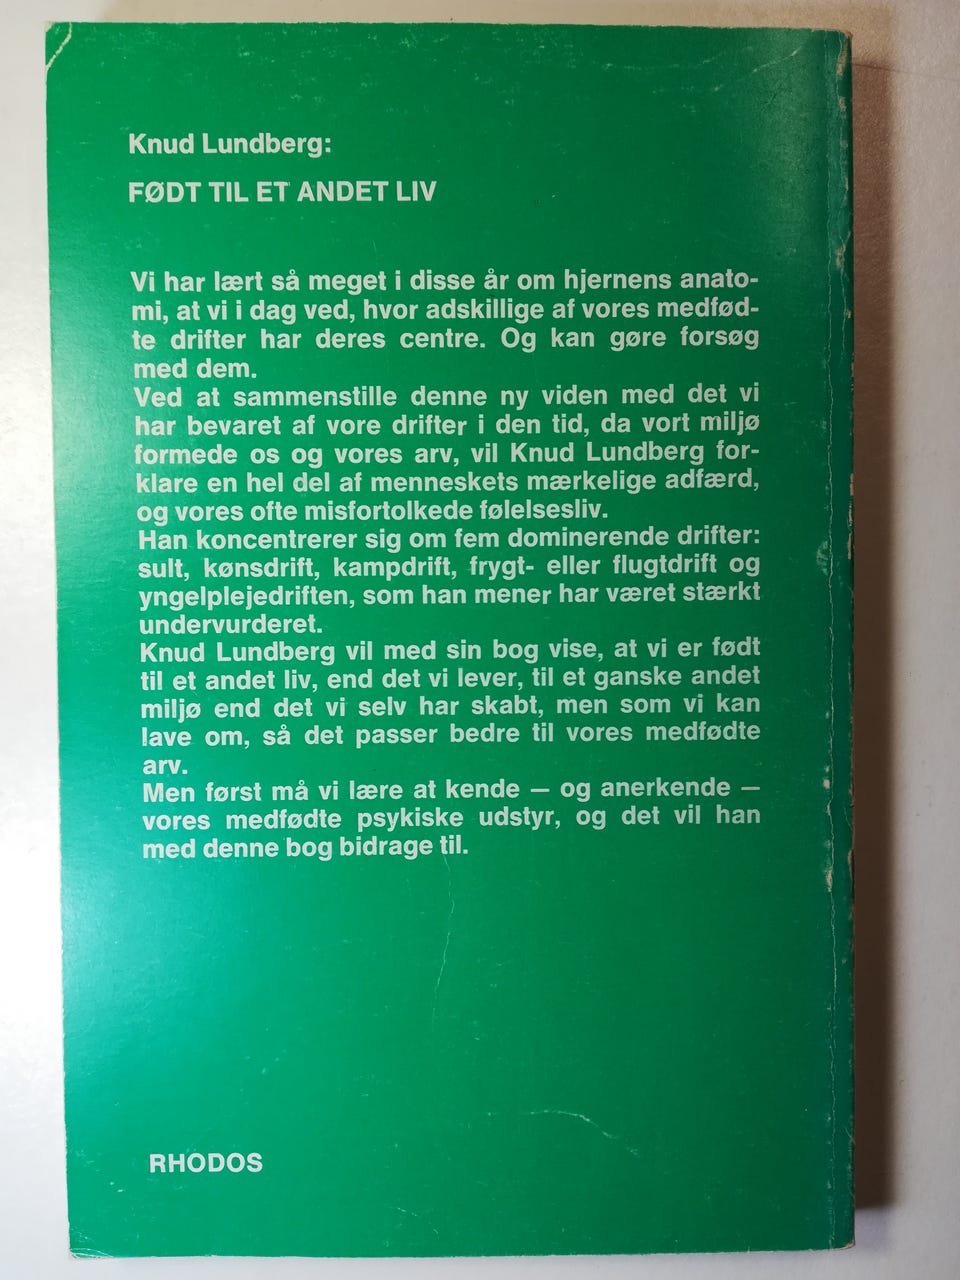 Knud Lundberg:
FØDT TIL ET ANDET LIV
Vi har lært så meget i disse år om hjernens anato-
mi, at vi i dag ved, hvor adskillige af vores medfød-
te drifter har deres centre. Og kan gøre forsøg
med dem.
Ved at sammenstille denne ny viden med det vi
har bevaret af vore drifter i den tid, da vort miljø
formede os og vores arv, vil Knud Lundberg for-
klare en hel del af menneskets mærkelige adfærd,
og vores ofte misfortolkede følelsesliv.
Han koncentrerer sig om fem dominerende drifter:
sult, kønsdrift, kampdrift, frygt- eller flugtdrift og
yngelplejedriften, som han mener har været stærkt
undervurderet.
Knud Lundberg vil med sin bog vise, at vi er født
til et andet liv, end det vi lever, til et ganske andet
miljø end det vi selv har skabt, men som vi kan
lave om, så det passer bedre til vores medfødte
arv.
Men først må vi lære at kende – og anerkende –
vores medfødte psykiske udstyr, og det vil han
med denne bog bidrage til.
RHODOS